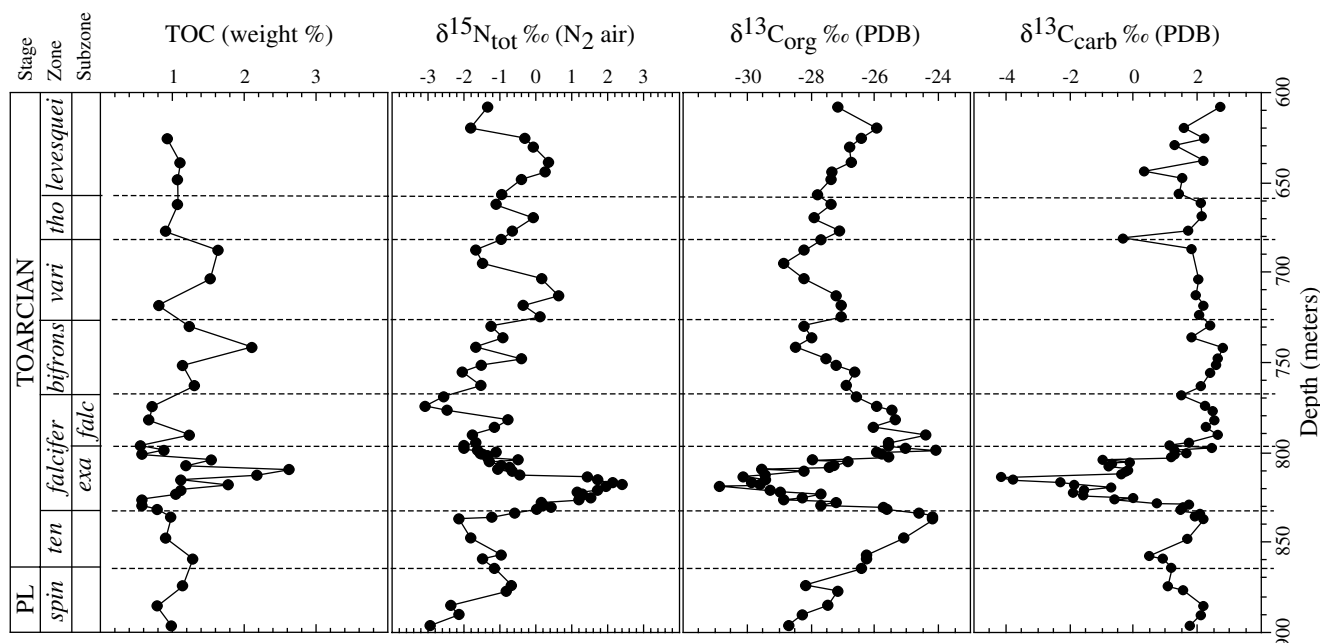 Stage
Zone
Subzone
TOC (weight %)
δ15Ntot ‰ (N2 air)
δ13Corg ‰ (PDB)
δ13Ccarb ‰ (PDB)
1 2 3
-3 -2 -1 0 1 2 3
-30 -28 -26 -24
-4 -2 0 2
TOARCIAN
PL
levesquei
tho
vari
bifrons
falcifer
falc
exa
ten
spin
600
650
700
750
800
850
900
Depth (meters)